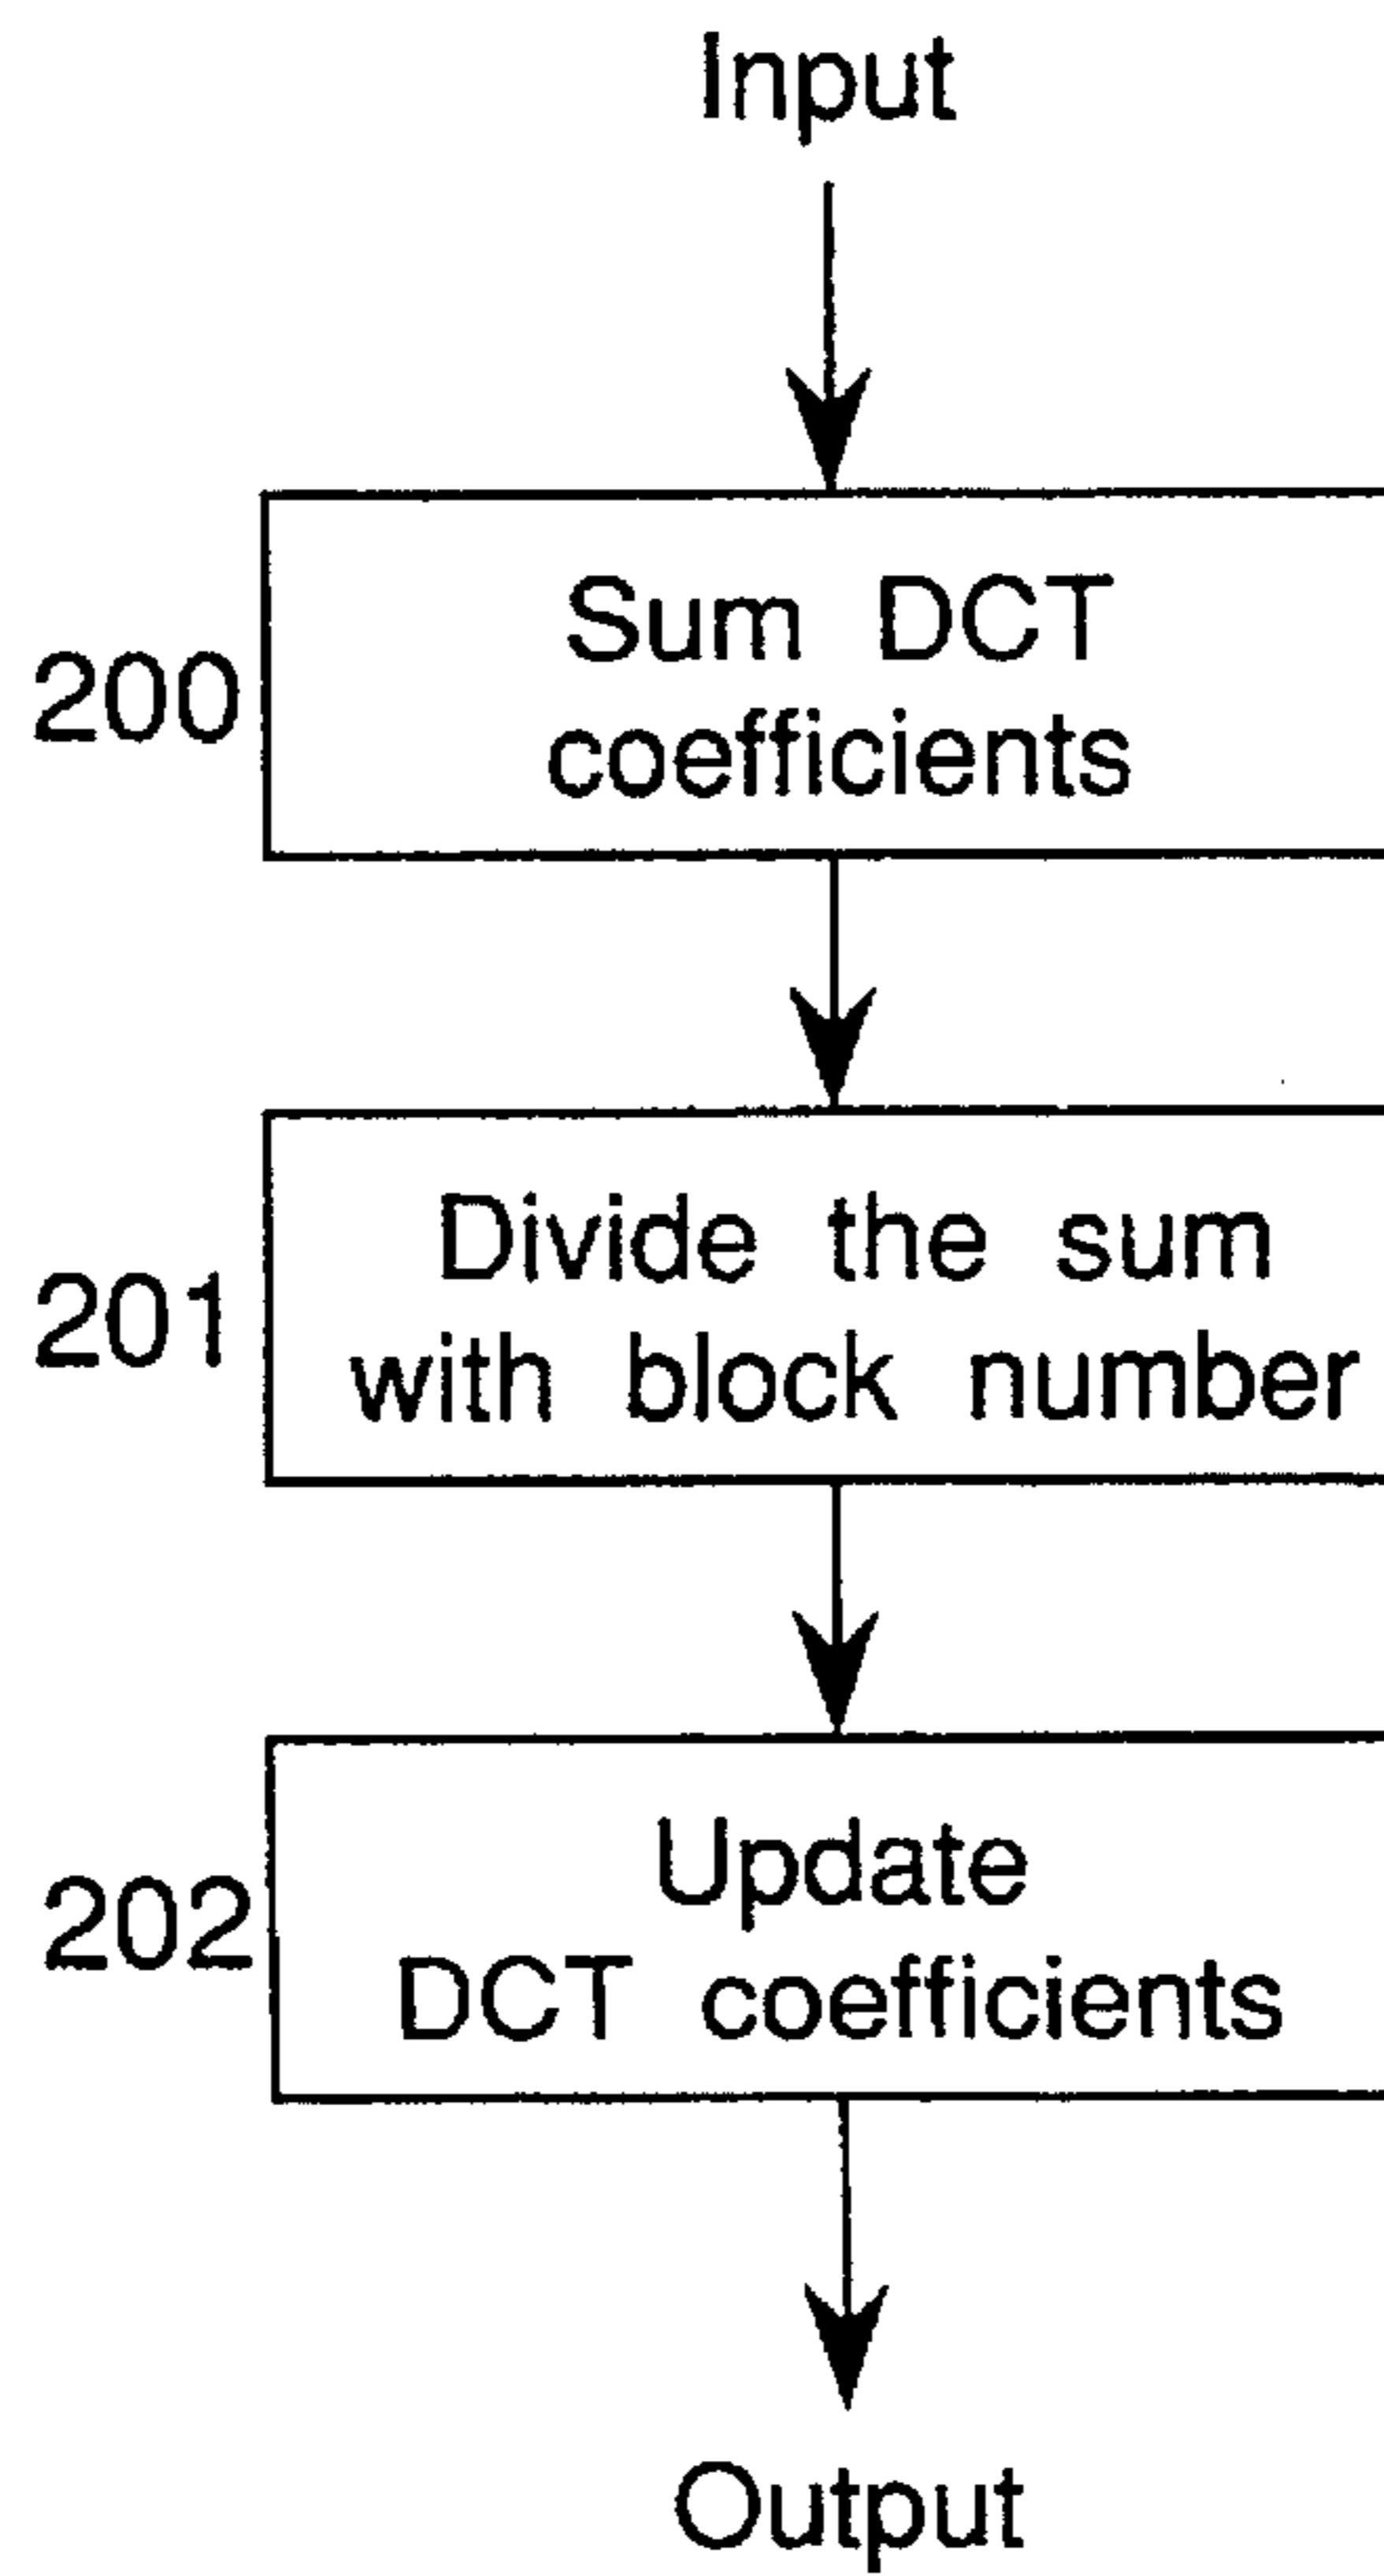 Input
Sum DCT
200
coefficients
Divide the sum
201
with block number
Update
202
DCT coefficients
Output